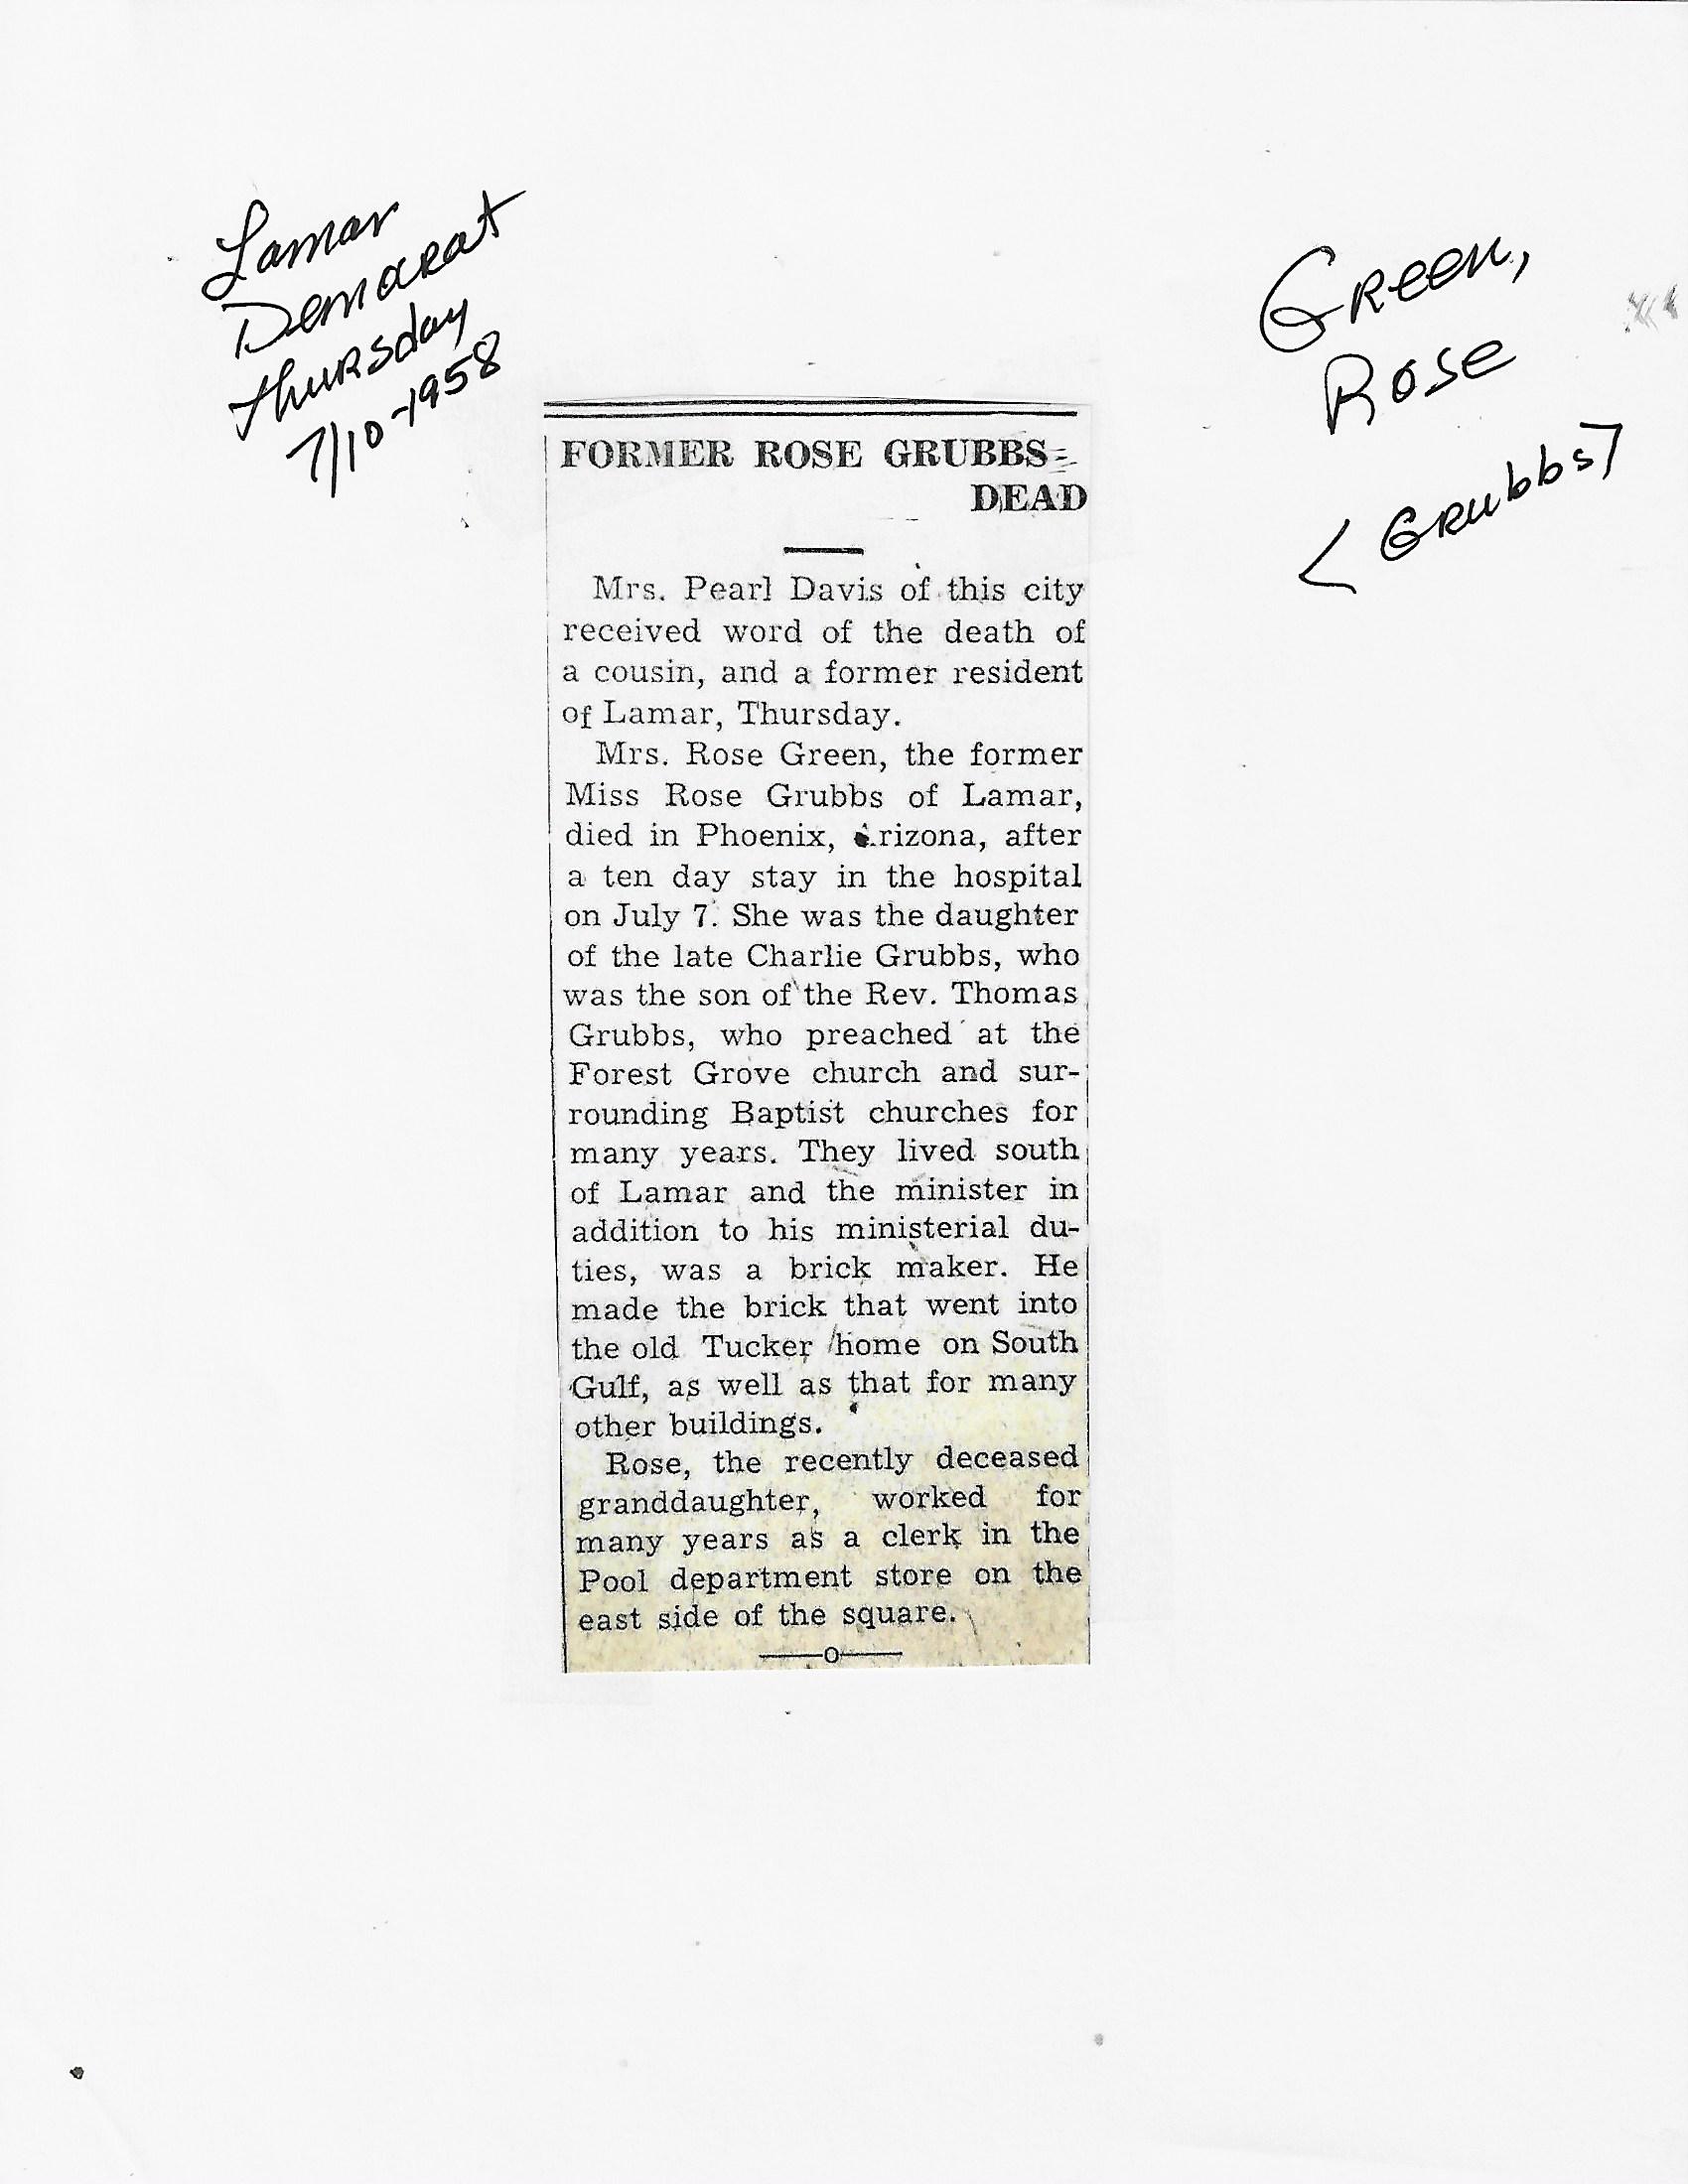 Lamar
Democrat
Thursday
7/10-1958
Green,
Rose
<Grubbs>
FORMER ROSE GRUBBS
DEAD
Mrs. Pearl Davis of this city
received word of the death of
a cousin, and a former resident
of Lamar, Thursday.
Mrs. Rose Green, the former
Miss Rose Grubbs of Lamar,
died in Phoenix, Arizona, after
a ten day stay in the hospital
on July 7. She was the daughter
of the late Charlie Grubbs, who
was the son of the Rev. Thomas
Grubbs, who preached at the
Forest Grove church and sur-
rounding Baptist churches for
many years. They lived south
of Lamar and the minister in
addition to his ministerial du-
ties, was a brick maker. He
made the brick that went into
the old Tucker home on South
Gulf, as well as that for many
other buildings.
Rose, the recently deceased
granddaughter, worked for
many years as a clerk in the
Pool department store on the
east side of the square.
—o—